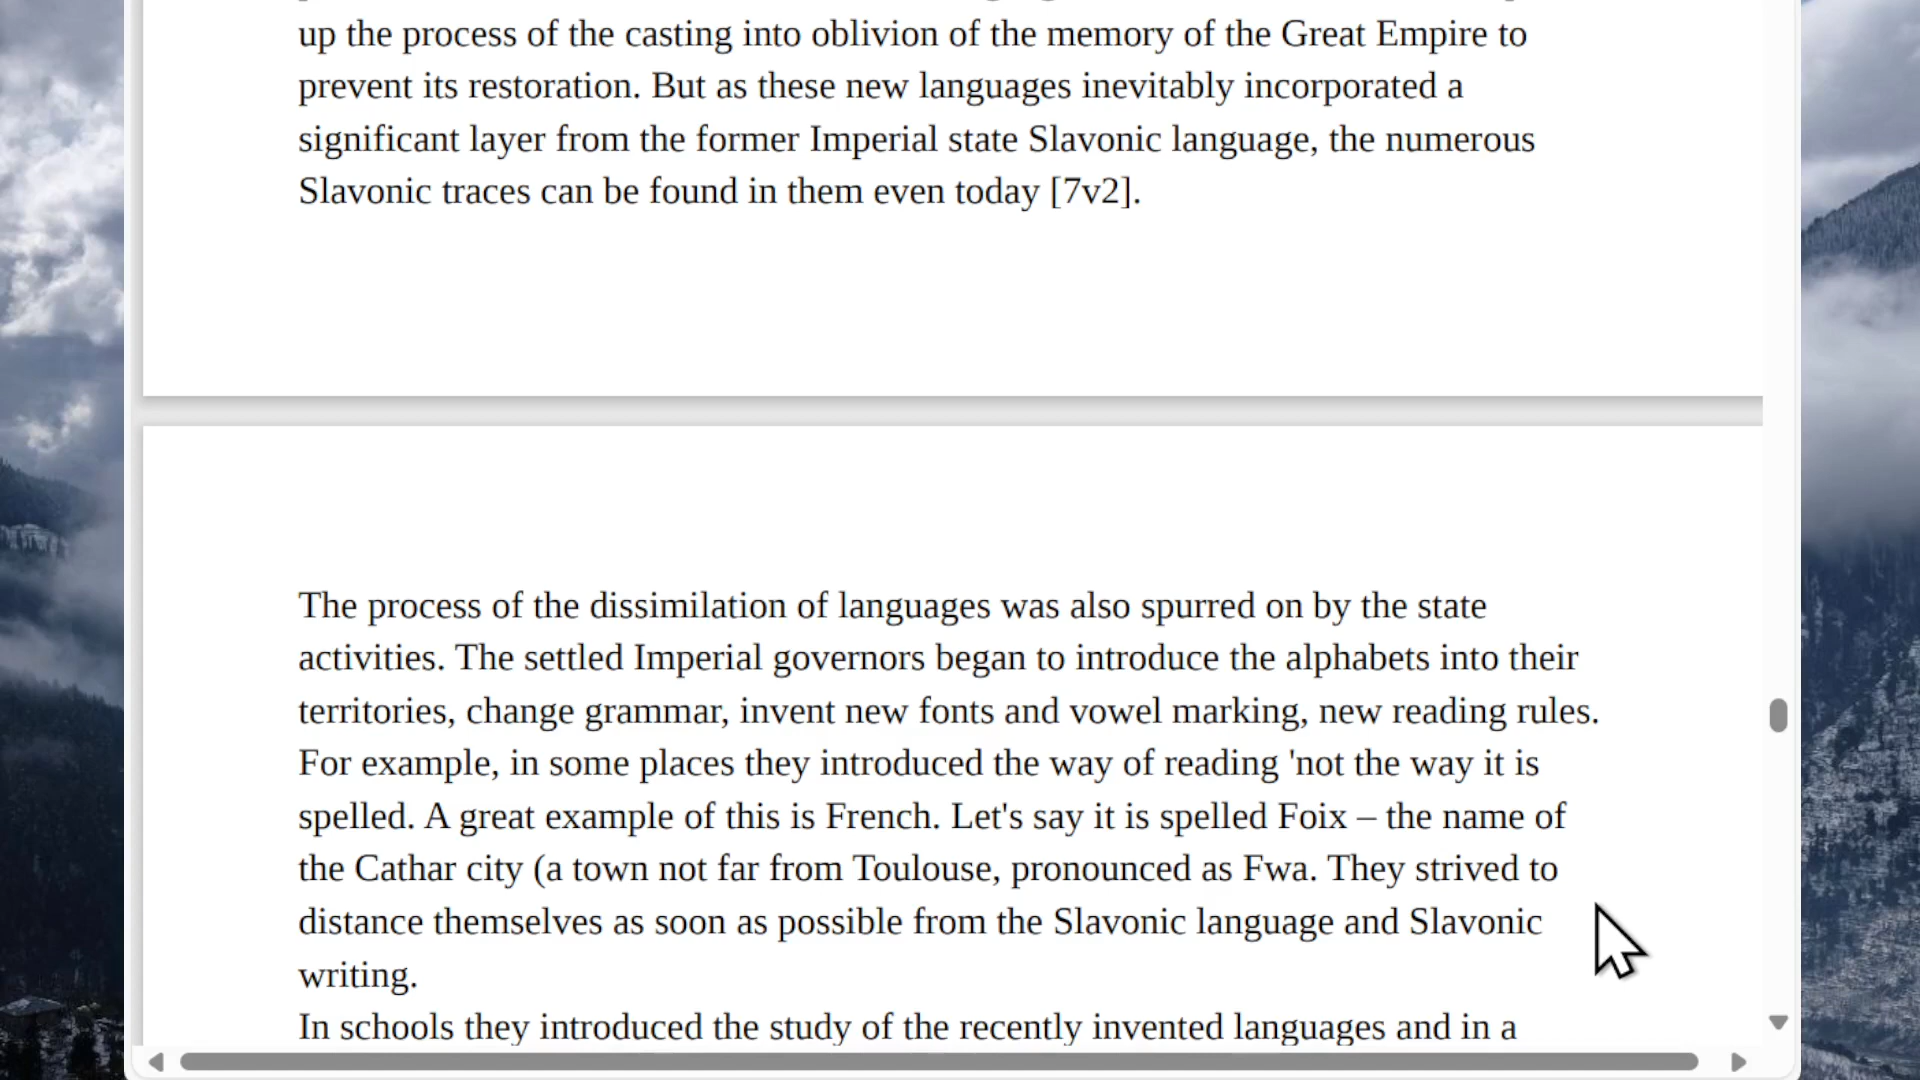 up the process of the casting into oblivion of the memory of the Great Empire to
prevent its restoration. But as these new languages inevitably incorporated a
significant layer from the former Imperial state Slavonic language, the numerous
Slavonic traces can be found in them even today [7v2].
The process of the dissimilation of languages was also spurred on by the state
activities. The settled Imperial governors began to introduce the alphabets into their
territories, change grammar, invent new fonts and vowel marking, new reading rules.
For example, in some places they introduced the way of reading 'not the way it is
spelled. A great example of this is French. Let's say it is spelled Foix – the name of
the Cathar city (a town not far from Toulouse, pronounced as Fwa. They strived to
distance themselves as soon as possible from the Slavonic language and Slavonic
writing.
In schools they introduced the study of the recently invented languages and in a